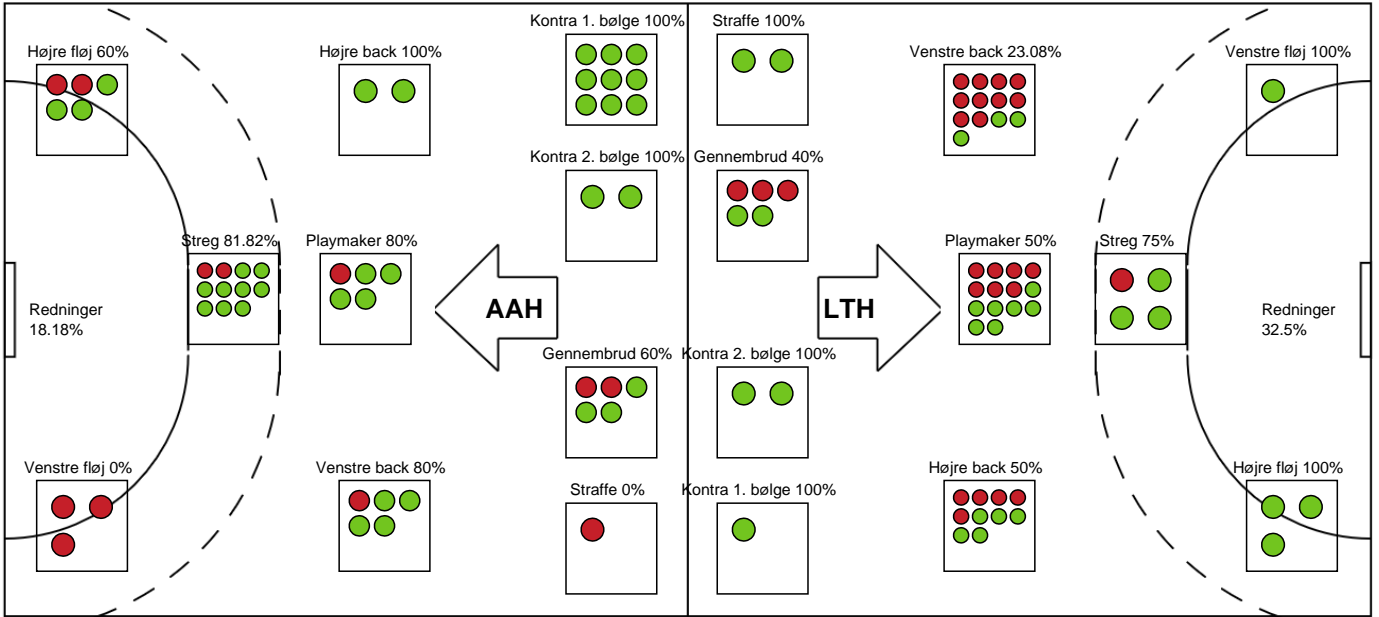 Kontra 1. bølge 100%
Straffe 100%
Højre fløj 60%
Højre back 100%
Venstre back 23.08%
Venstre fløj 100%
Kontra 2. bølge 100%
Gennembrud 40%
Streg 81.82%
Playmaker 80%
Playmaker 50%
Streg 75%
Redninger
18.18%
AAH
LTH
Redninger
32.5%
Gennembrud 60%
Kontra 2. bølge 100%
Venstre fløj 0%
Venstre back 80%
Straffe 0%
Kontra 1. bølge 100%
Højre back 50%
Højre fløj 100%